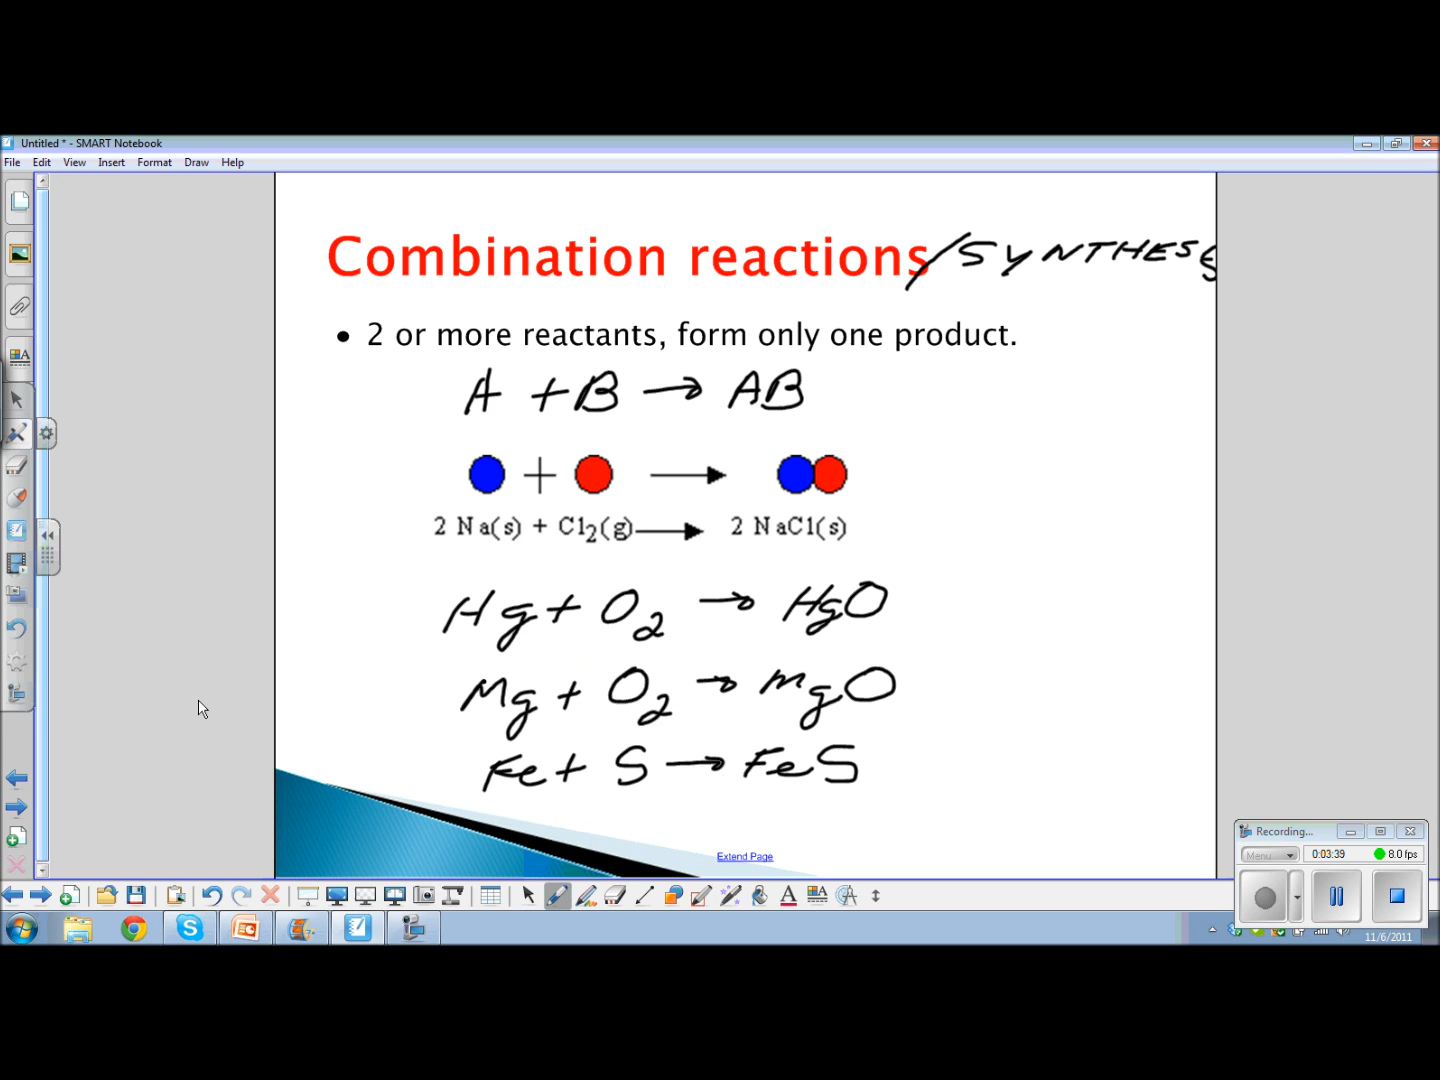 Untitled * - SMART Notebook
File Edit View Insert Format Draw Help
Combination reactions/SYNTHESES
• 2 or more reactants, form only one product.
A + B → AB
+ →
2 Na(s) + Cl2(g) → 2 NaCl(s)
Hg + O2 → HgO
Mg + O2 → MgO
Fe + S → FeS
Extend Page
Recording...
Menu 0:03:39 8.0 fps
11/6/2011